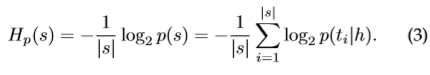 H_p(s) = -\frac{1}{|s|} \log_2 p(s) = -\frac{1}{|s|} \sum_{i=1}^{|s|} \log_2 p(t_i|h). (3)